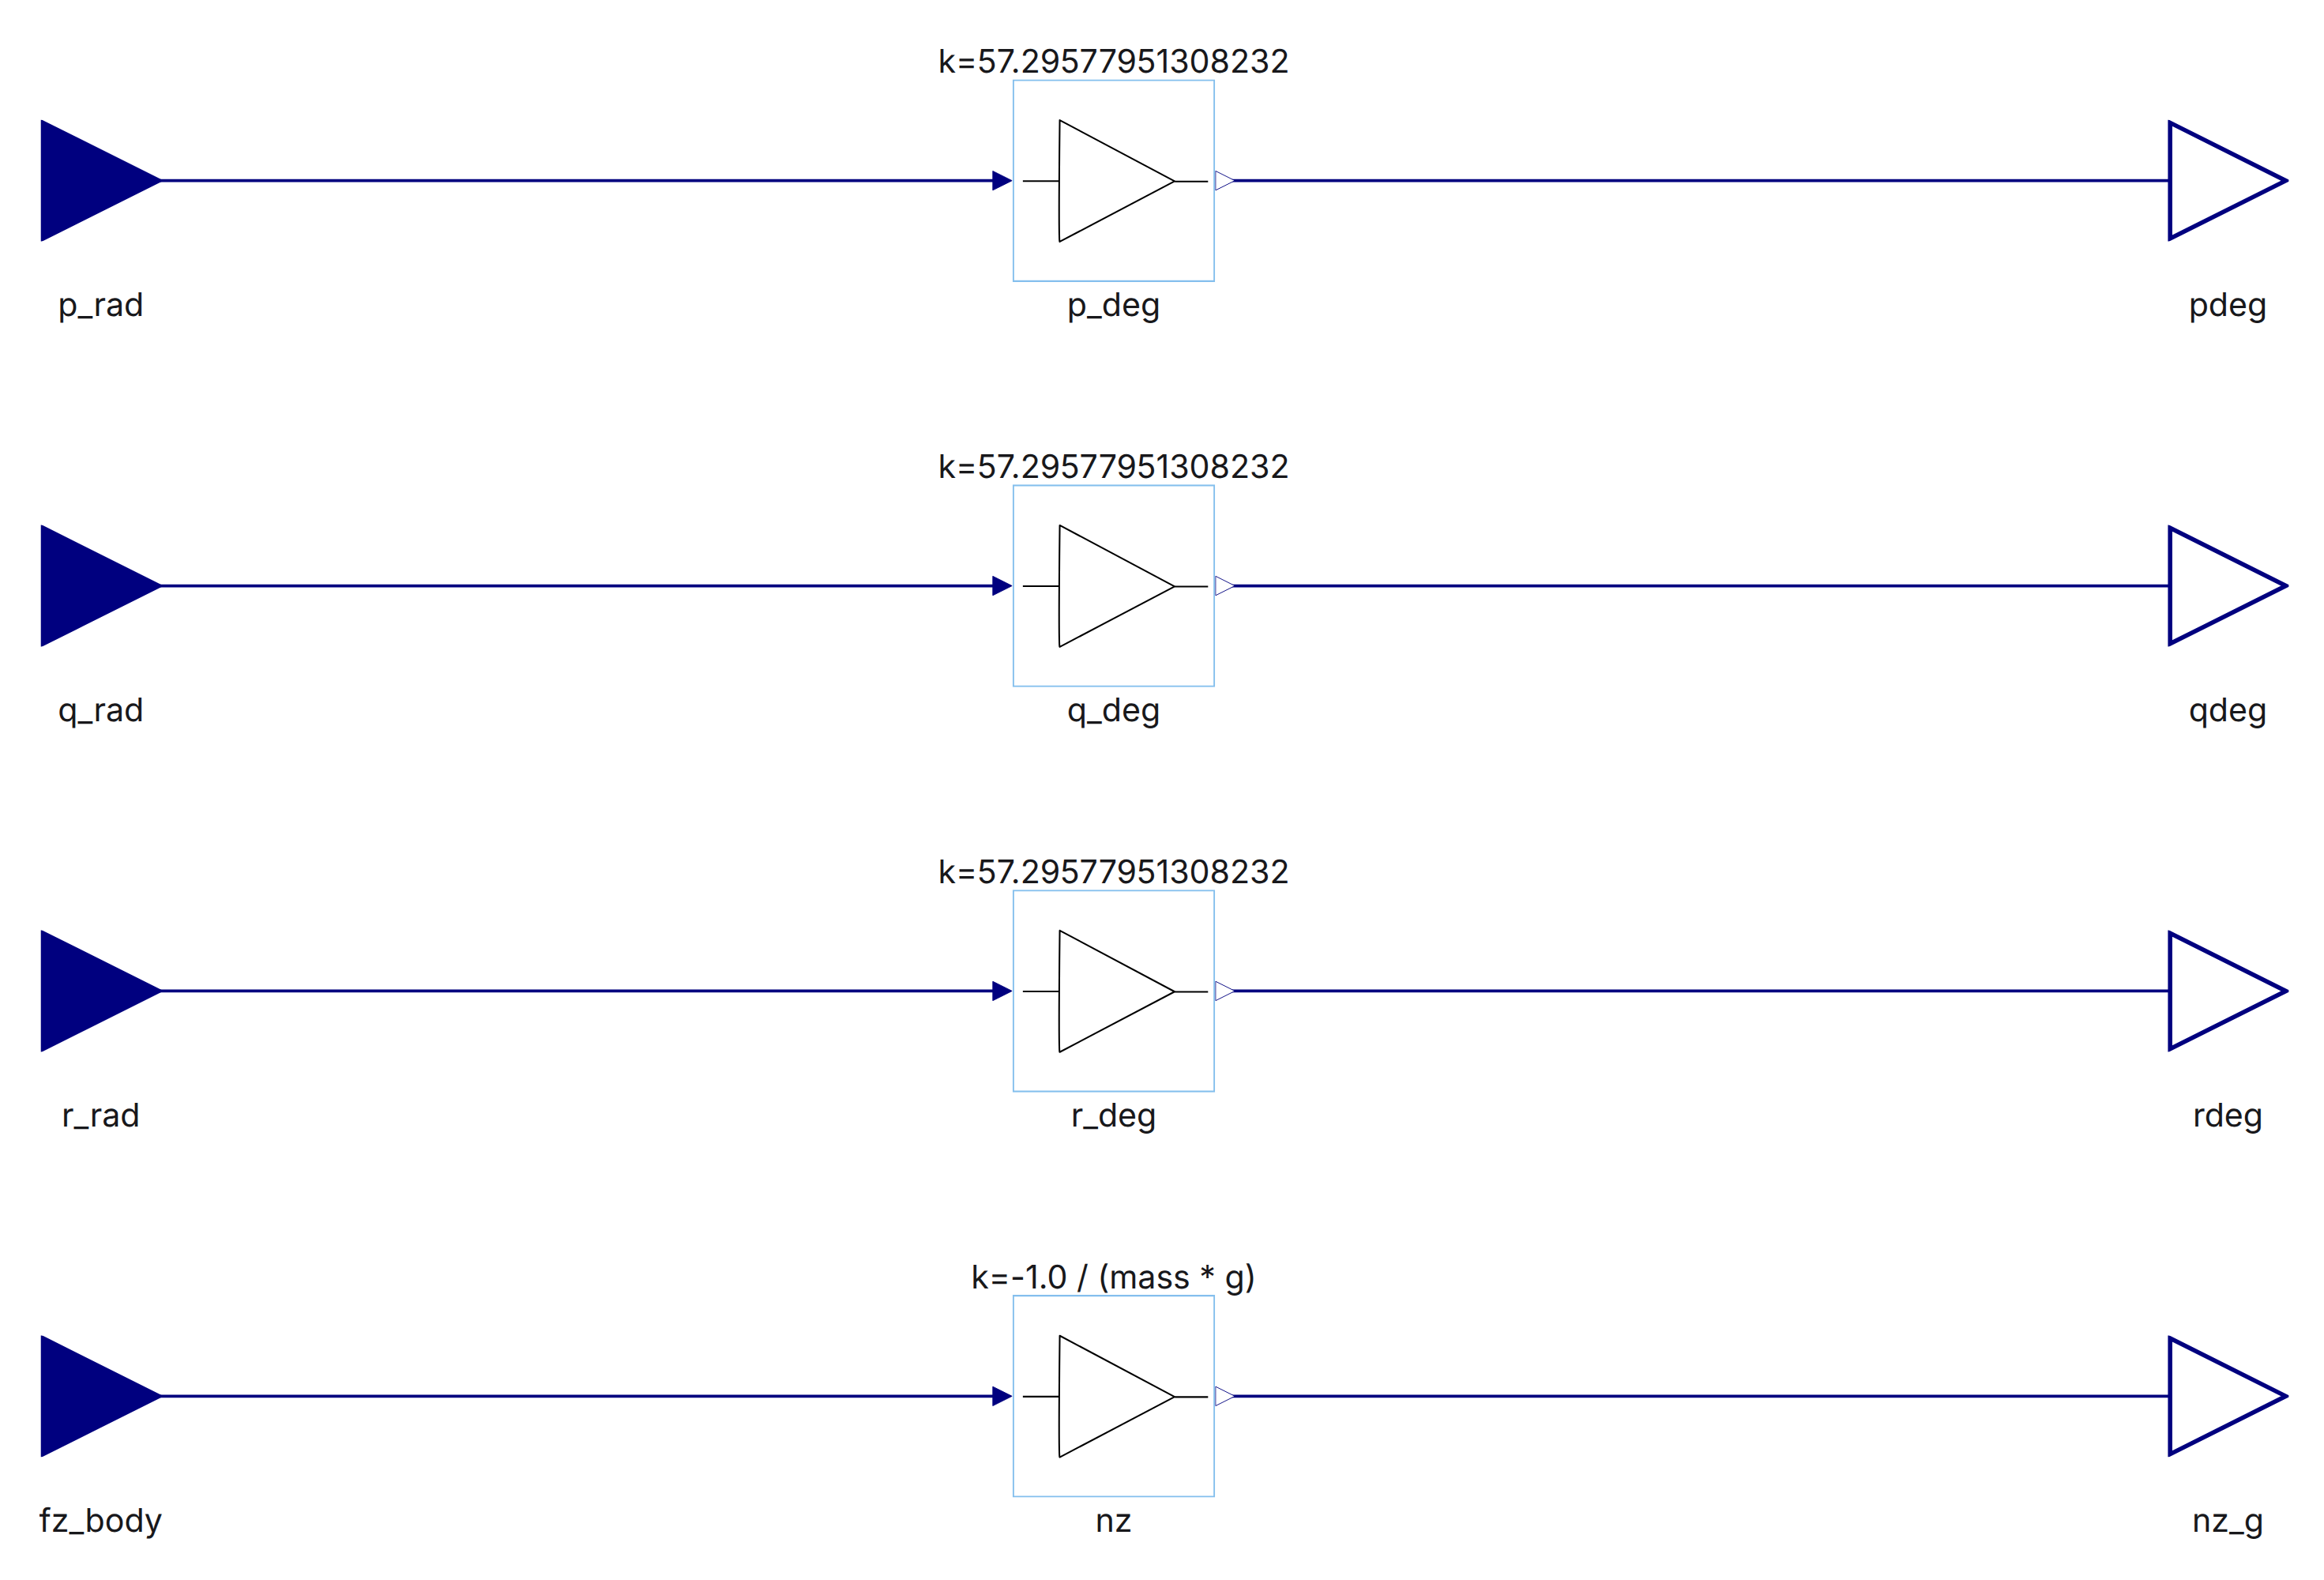 k=57.29577951308232
p_rad
p_deg
pdeg
k=57.29577951308232
q_rad
q_deg
qdeg
k=57.29577951308232
r_rad
r_deg
rdeg
k=-1.0 / (mass * g)
fz_body
nz
nz_g